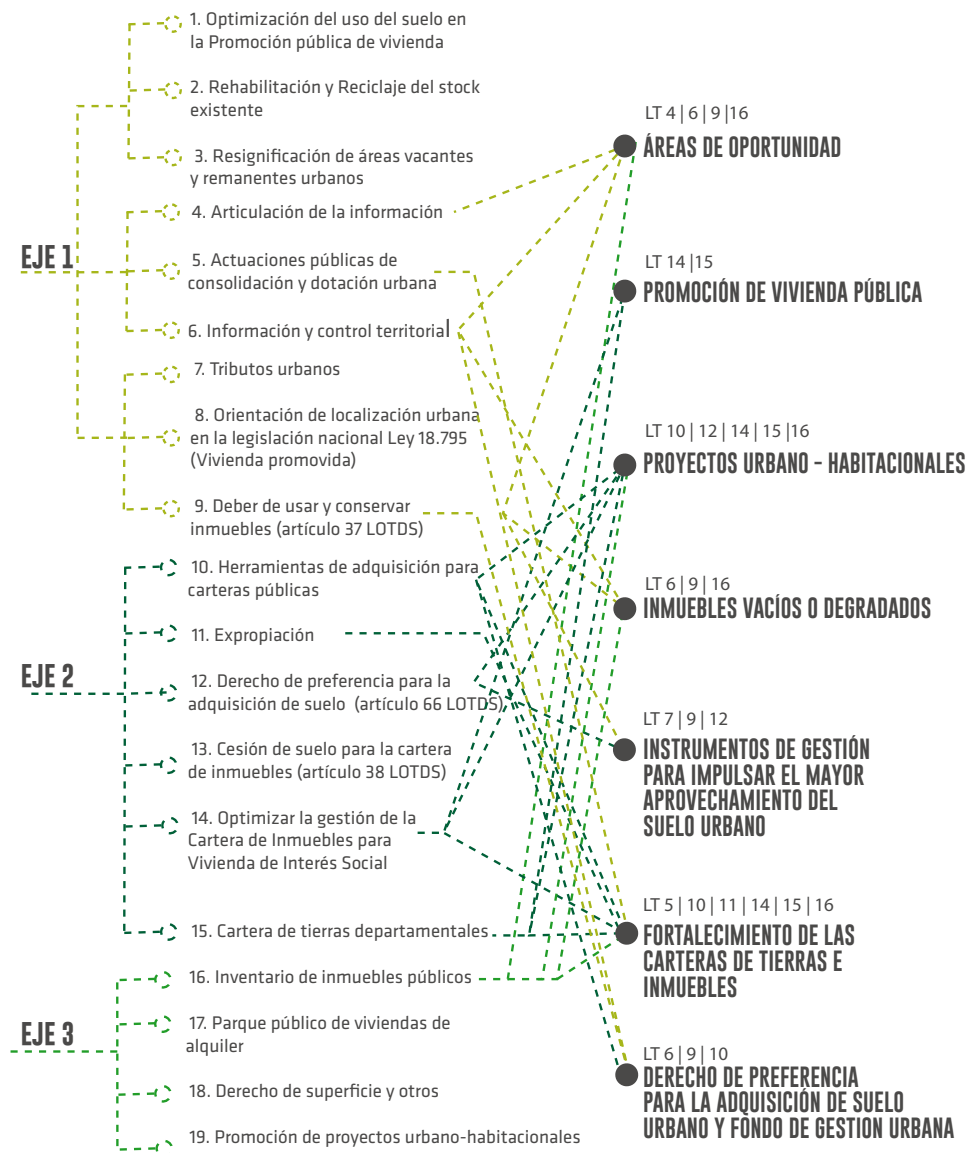 1. Optimización del uso del suelo en
la Promoción pública de vivienda
2. Rehabilitación y Reciclaje del stock
existente
3. Resignificación de áreas vacantes
y remanentes urbanos
4. Articulación de la información
EJE 1
5. Actuaciones públicas de
consolidación y dotación urbana
6. Información y control territorial
7. Tributos urbanos
8. Orientación de localización urbana
en la legislación nacional Ley 18.795
(Vivienda promovida)
9. Deber de usar y conservar
inmuebles (artículo 37 LOTDS)
10. Herramientas de adquisición para
carteras públicas
11. Expropiación
EJE 2
12. Derecho de preferencia para la
adquisición de suelo (artículo 66 LOTDS)
13. Cesión de suelo para la cartera
de inmuebles (artículo 38 LOTDS)
14. Optimizar la gestión de la
Cartera de Inmuebles para
Vivienda de Interés Social
15. Cartera de tierras departamentales
16. Inventario de inmuebles públicos
EJE 3
17. Parque público de viviendas de
alquiler
18. Derecho de superficie y otros
19. Promoción de proyectos urbano-habitacionales
LT 4 | 6 | 9 |16
ÁREAS DE OPORTUNIDAD
LT 14 |15
PROMOCIÓN DE VIVIENDA PÚBLICA
LT 10 | 12 | 14 | 15 |16
PROYECTOS URBANO - HABITACIONALES
LT 6 | 9 | 16
INMUEBLES VACÍOS O DEGRADADOS
LT 7 | 9 | 12
INSTRUMENTOS DE GESTIÓN
PARA IMPULSAR EL MAYOR
APROVECHAMIENTO DEL
SUELO URBANO
LT 5 | 10 | 11 | 14 | 15 | 16
FORTALECIMIENTO DE LAS
CARTERAS DE TIERRAS E
INMUEBLES
LT 6 | 9 | 10
DERECHO DE PREFERENCIA
PARA LA ADQUISICIÓN DE SUELO
URBANO Y FONDO DE GESTION URBANA